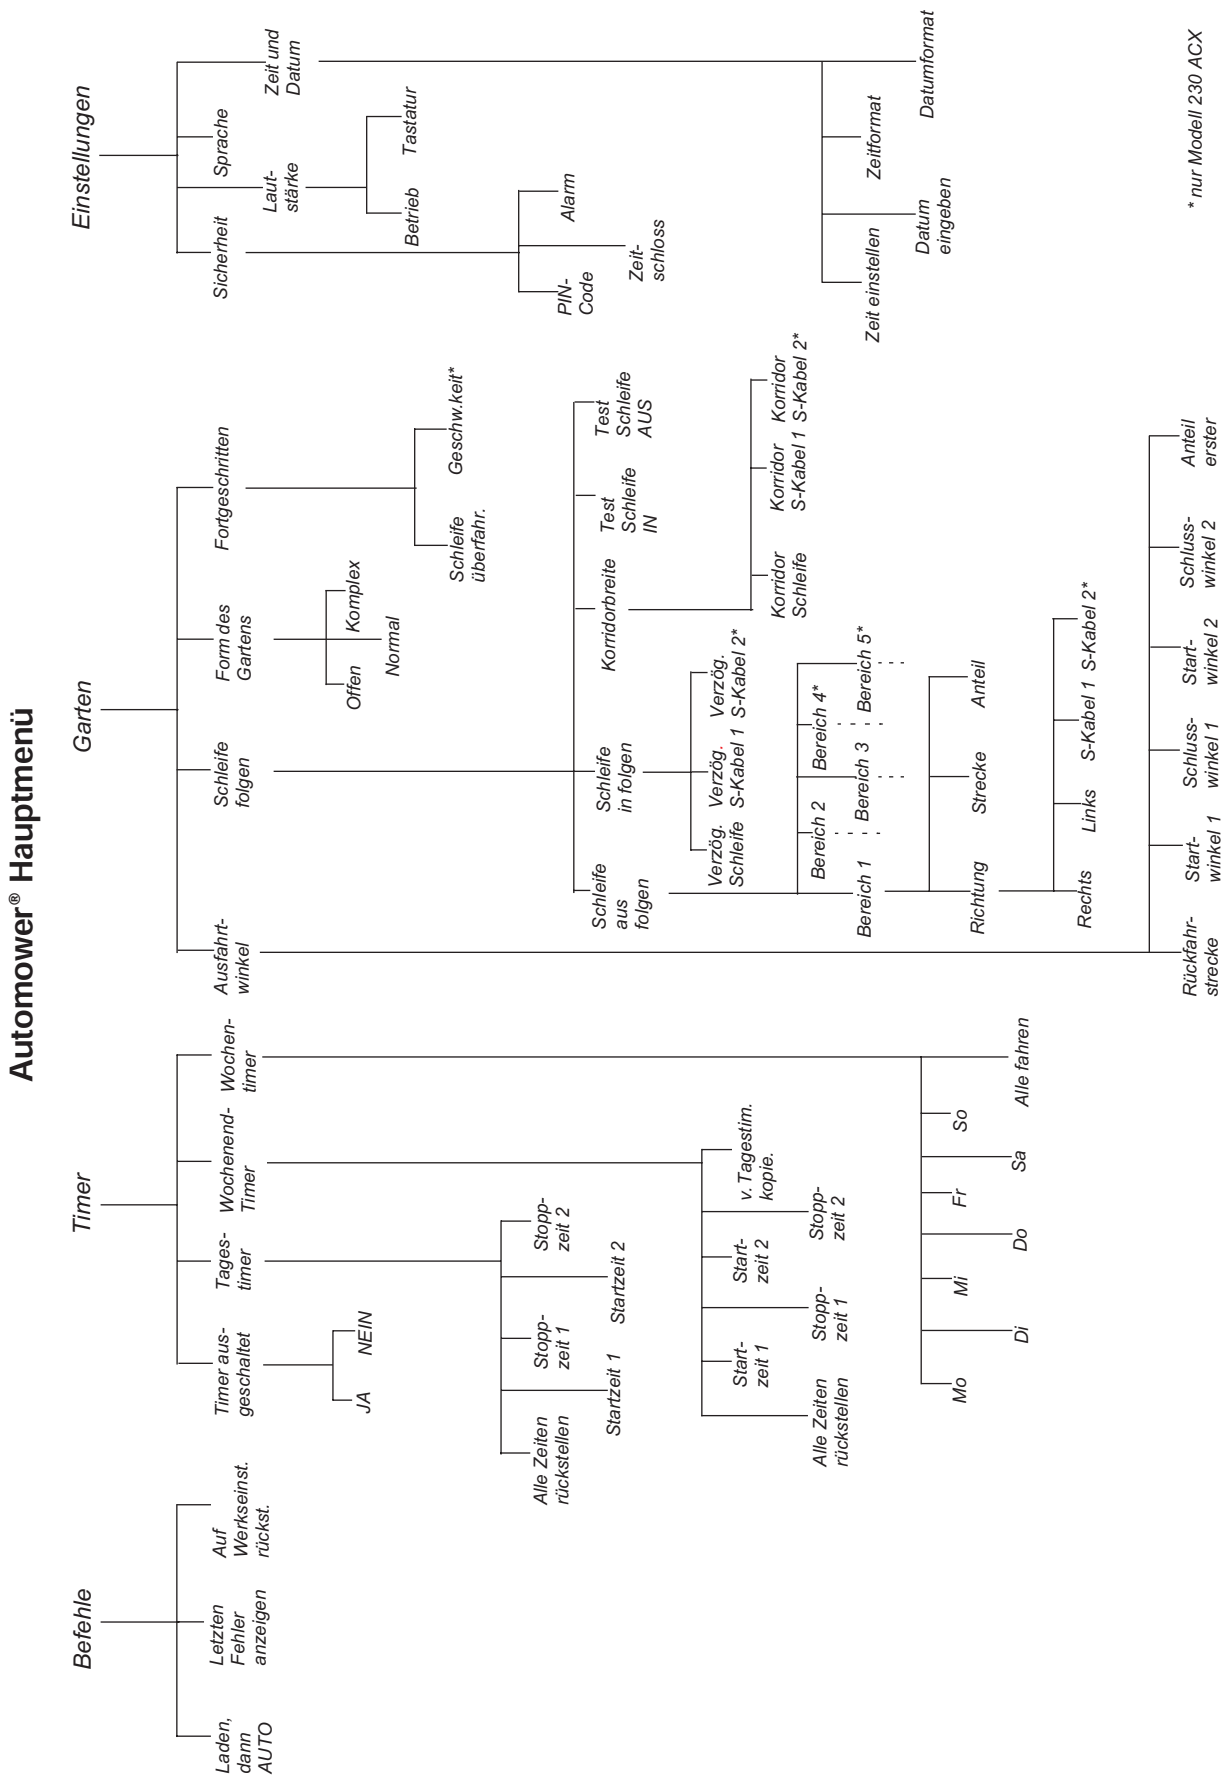 Automower® Hauptmenü
Befehle
Laden,
dann
AUTO
Letzten
Fehler
anzeigen
Auf
Werkseinst.
rückst.
Timer
Timer aus-
geschaltet
JA
NEIN
Tages-
timer
Alle Zeiten
rückstellen
Startzeit 1
Stopp-
zeit 1
Startzeit 2
Stopp-
zeit 2
Wochenend-
Timer
Alle Zeiten
rückstellen
Start-
zeit 1
Stopp-
zeit 1
Start-
zeit 2
Stopp-
zeit 2
v. Tagestim.
kopie.
Wochen-
timer
Mo
Di
Mi
Do
Fr
Sa
So
Alle fahren
Garten
Ausfahrt-
winkel
Rückfahr-
strecke
Start-
winkel 1
Schluss-
winkel 1
Start-
winkel 2
Schluss-
winkel 2
Anteil
erster
Schleife
folgen
Schleife
aus
folgen
Bereich 1
Bereich 2
Bereich 3
Bereich 4*
Bereich 5*
Richtung
Strecke
Anteil
Rechts
Links
S-Kabel 1
S-Kabel 2*
Schleife
in folgen
Verzög.
Schleife
Verzög.
S-Kabel 1
Verzög.
S-Kabel 2*
Korridorbreite
Korridor
Schleife
Korridor
S-Kabel 1
Korridor
S-Kabel 2*
Test
Schleife
IN
Test
Schleife
AUS
Form des
Gartens
Offen
Normal
Komplex
Fortgeschritten
Schleife
überfahr.
Geschw.keit*
Einstellungen
Sicherheit
PIN-
Code
Zeit-
schloss
Alarm
Laut-
stärke
Betrieb
Tastatur
Sprache
Zeit und
Datum
Zeit einstellen
Datum
eingeben
Zeitformat
Datumformat
* nur Modell 230 ACX